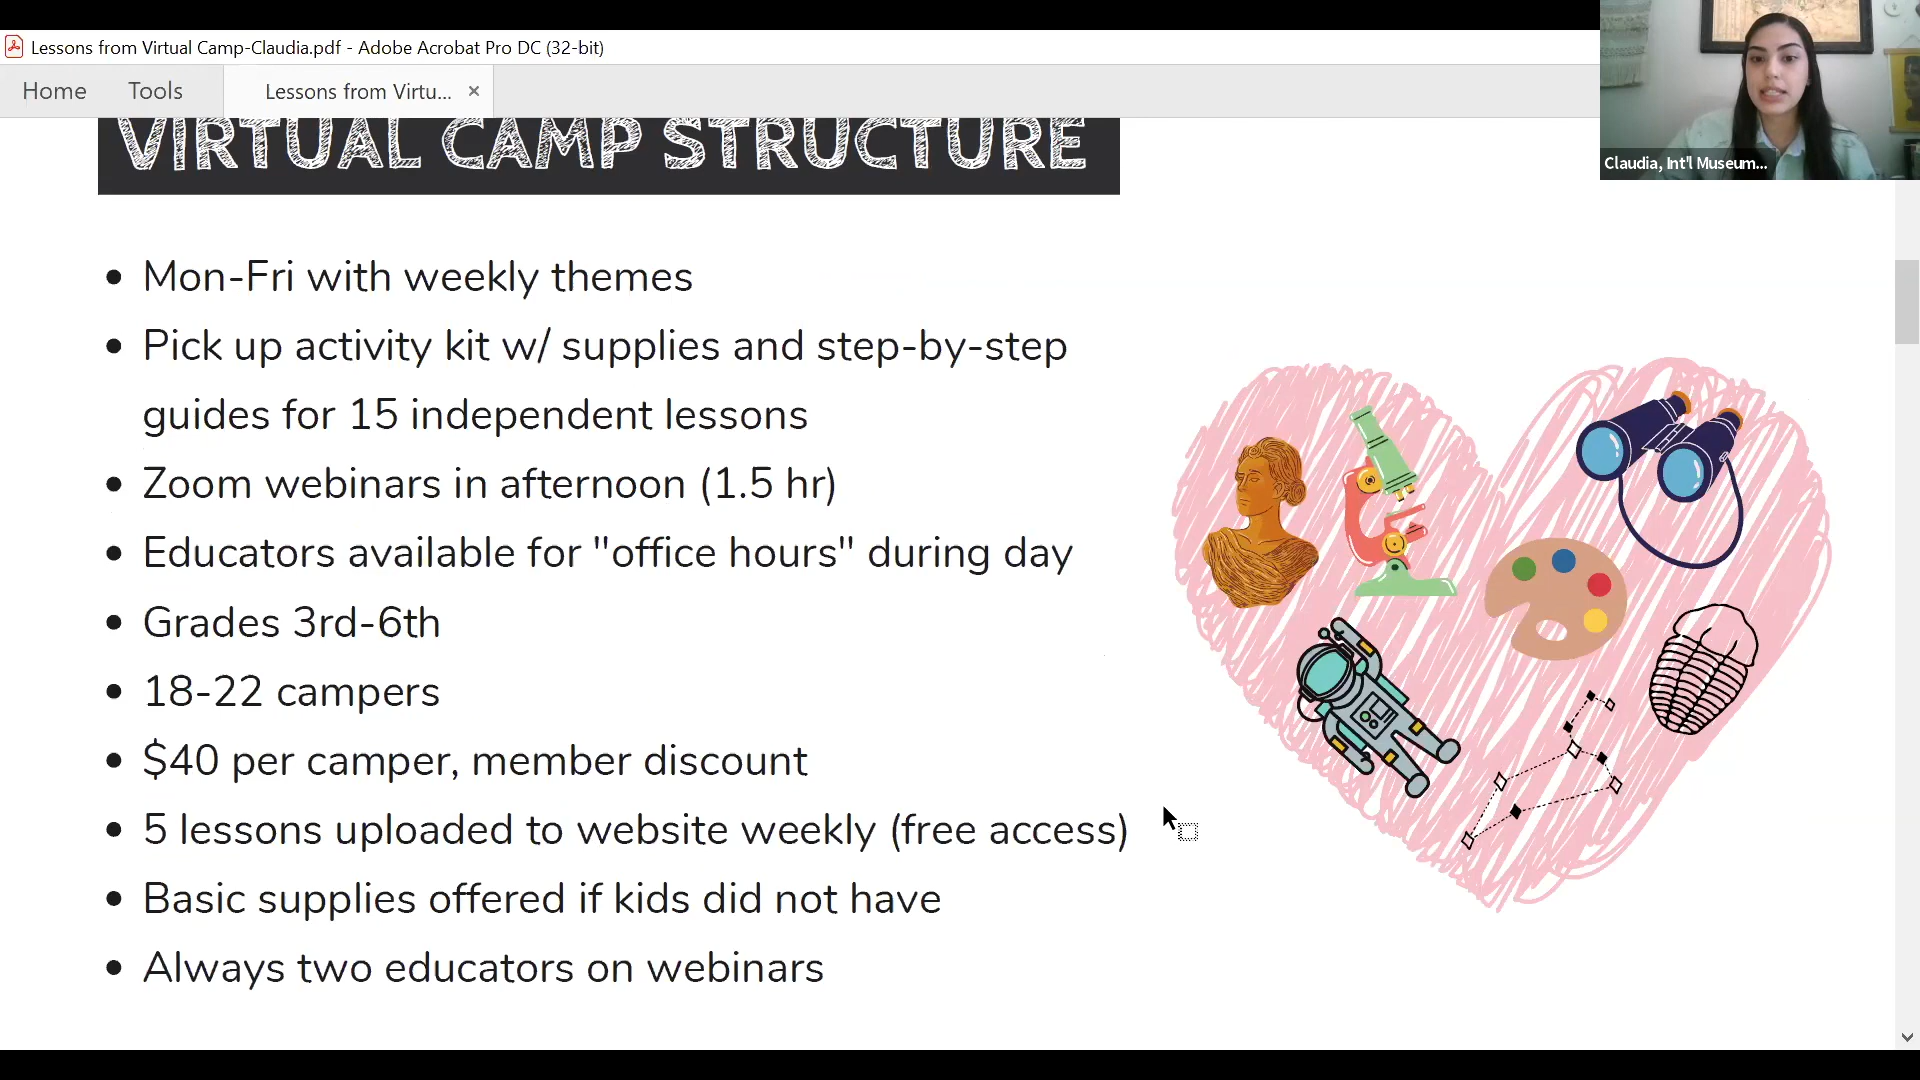 Lessons from Virtual Camp-Claudia.pdf - Adobe Acrobat Pro DC (32-bit)
Home Tools Lessons from Virtu...
Claudia, Int'l Museum...
VIRTUAL CAMP STRUCTURE
• Mon-Fri with weekly themes
• Pick up activity kit w/ supplies and step-by-step
guides for 15 independent lessons
• Zoom webinars in afternoon (1.5 hr)
• Educators available for "office hours" during day
• Grades 3rd-6th
• 18-22 campers
• $40 per camper, member discount
• 5 lessons uploaded to website weekly (free access)
• Basic supplies offered if kids did not have
• Always two educators on webinars